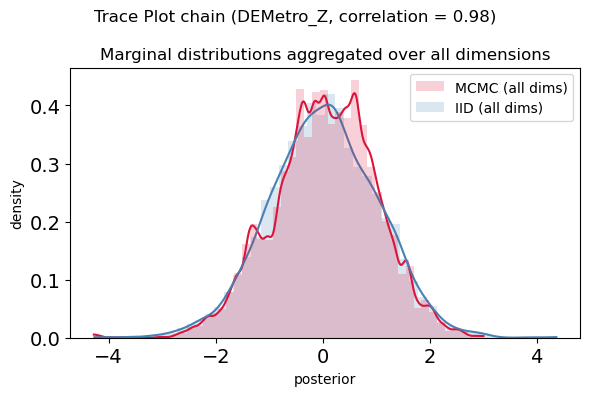 Trace Plot chain (DEMetro_Z, correlation = 0.98)
Marginal distributions aggregated over all dimensions
MCMC (all dims)
IID (all dims)
density
0.4
0.3
0.2
0.1
0.0
−4
−2
0
2
4
posterior